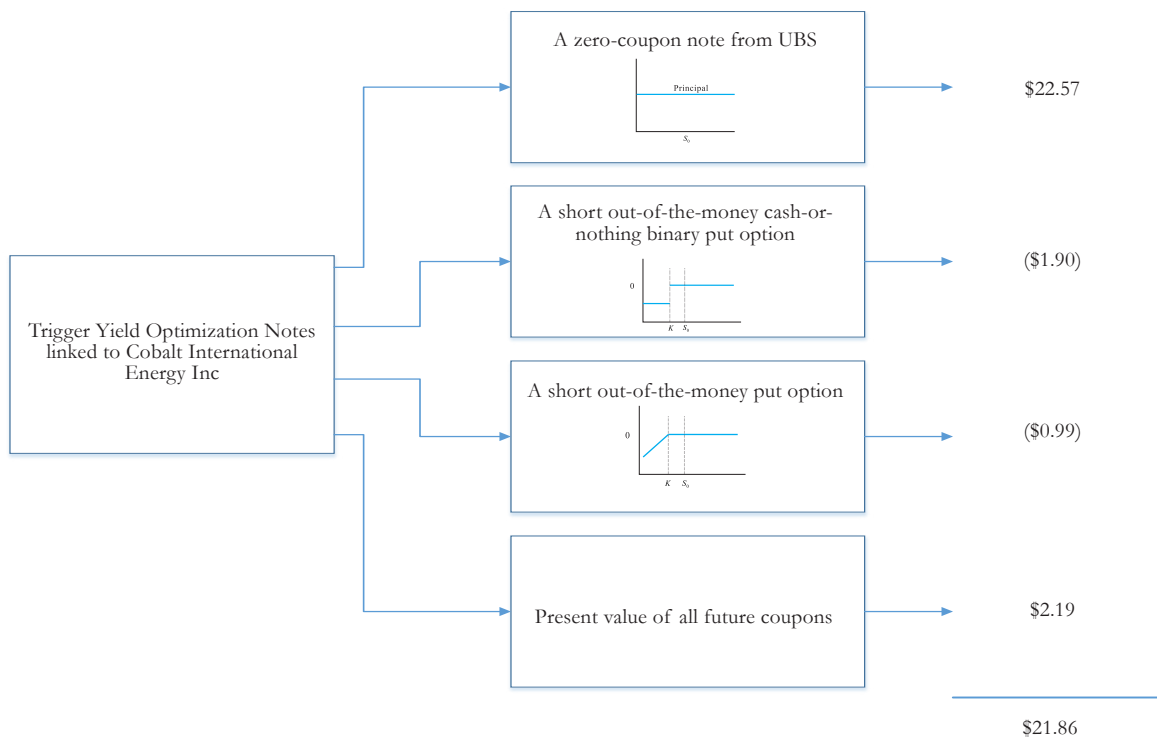 Trigger Yield Optimization Notes
linked to Cobalt International
Energy Inc
A zero-coupon note from UBS
Principal
S₀
$22.57
A short out-of-the-money cash-or-
nothing binary put option
0
K S₀
($1.90)
A short out-of-the-money put option
0
K S₀
($0.99)
Present value of all future coupons
$2.19
$21.86